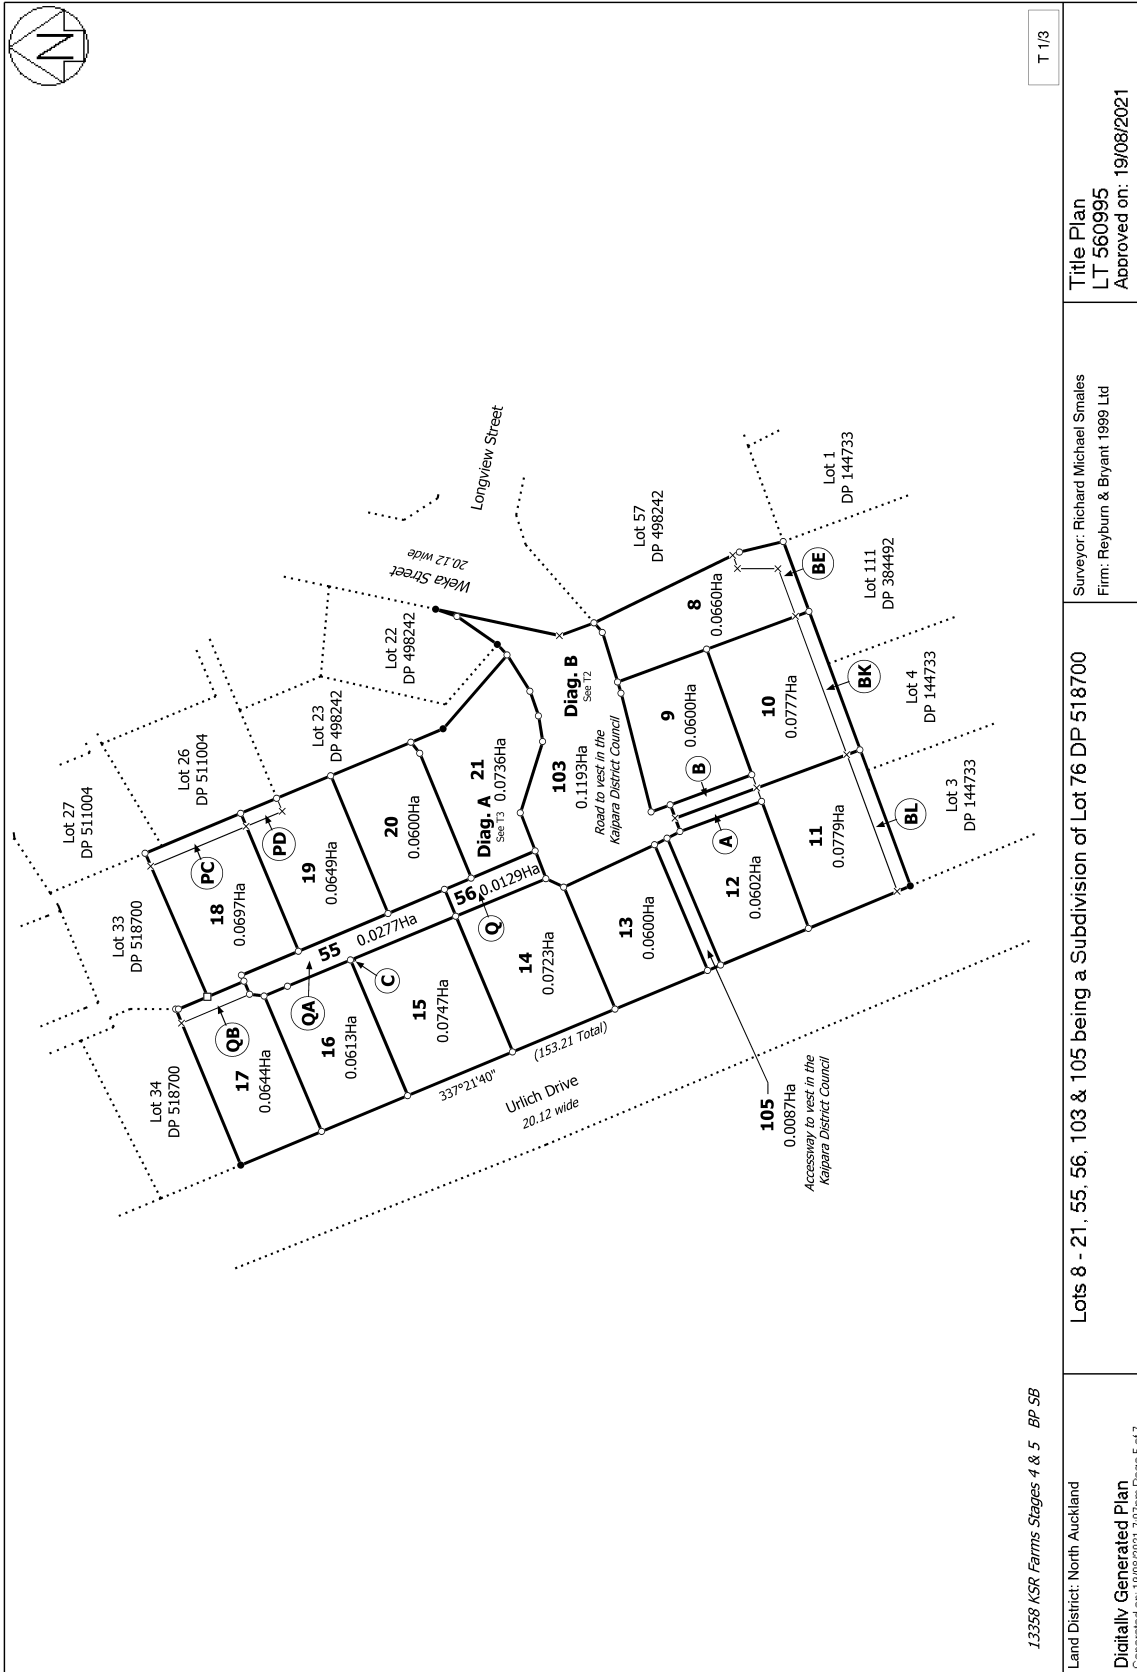 N
T 1/3
Lot 27
DP 511004
Lot 26
DP 511004
Lot 33
DP 518700
Lot 34
DP 518700
Lot 23
DP 498242
Lot 22
DP 498242
Weka Street
20.12 wide
Longview Street
Lot 57
DP 498242
Lot 1
DP 144733
Lot 111
DP 384492
Lot 4
DP 144733
Lot 3
DP 144733
PC
PD
QB
QA
C
Q
B
A
BE
BK
BL
18
0.0697Ha
19
0.0649Ha
20
0.0600Ha
21
0.0736Ha
Diag. A
See T3
17
0.0644Ha
16
0.0613Ha
15
0.0747Ha
14
0.0723Ha
13
0.0600Ha
12
0.0602Ha
11
0.0779Ha
10
0.0777Ha
9
0.0600Ha
8
0.0660Ha
55
0.0277Ha
56
0.0129Ha
Diag. B
See T2
103
0.1193Ha
Road to vest in the
Kaipara District Council
105
0.0087Ha
Accessway to vest in the
Kaipara District Council
337°21'40"
(153.21 Total)
Urlich Drive
20.12 wide
13358 KSR Farms Stages 4 & 5 BP SB
Land District: North Auckland
Digitally Generated Plan
Lots 8 - 21, 55, 56, 103 & 105 being a Subdivision of Lot 76 DP 518700
Surveyor: Richard Michael Smales
Firm: Reyburn & Bryant 1999 Ltd
Title Plan
LT 560995
Approved on: 19/08/2021